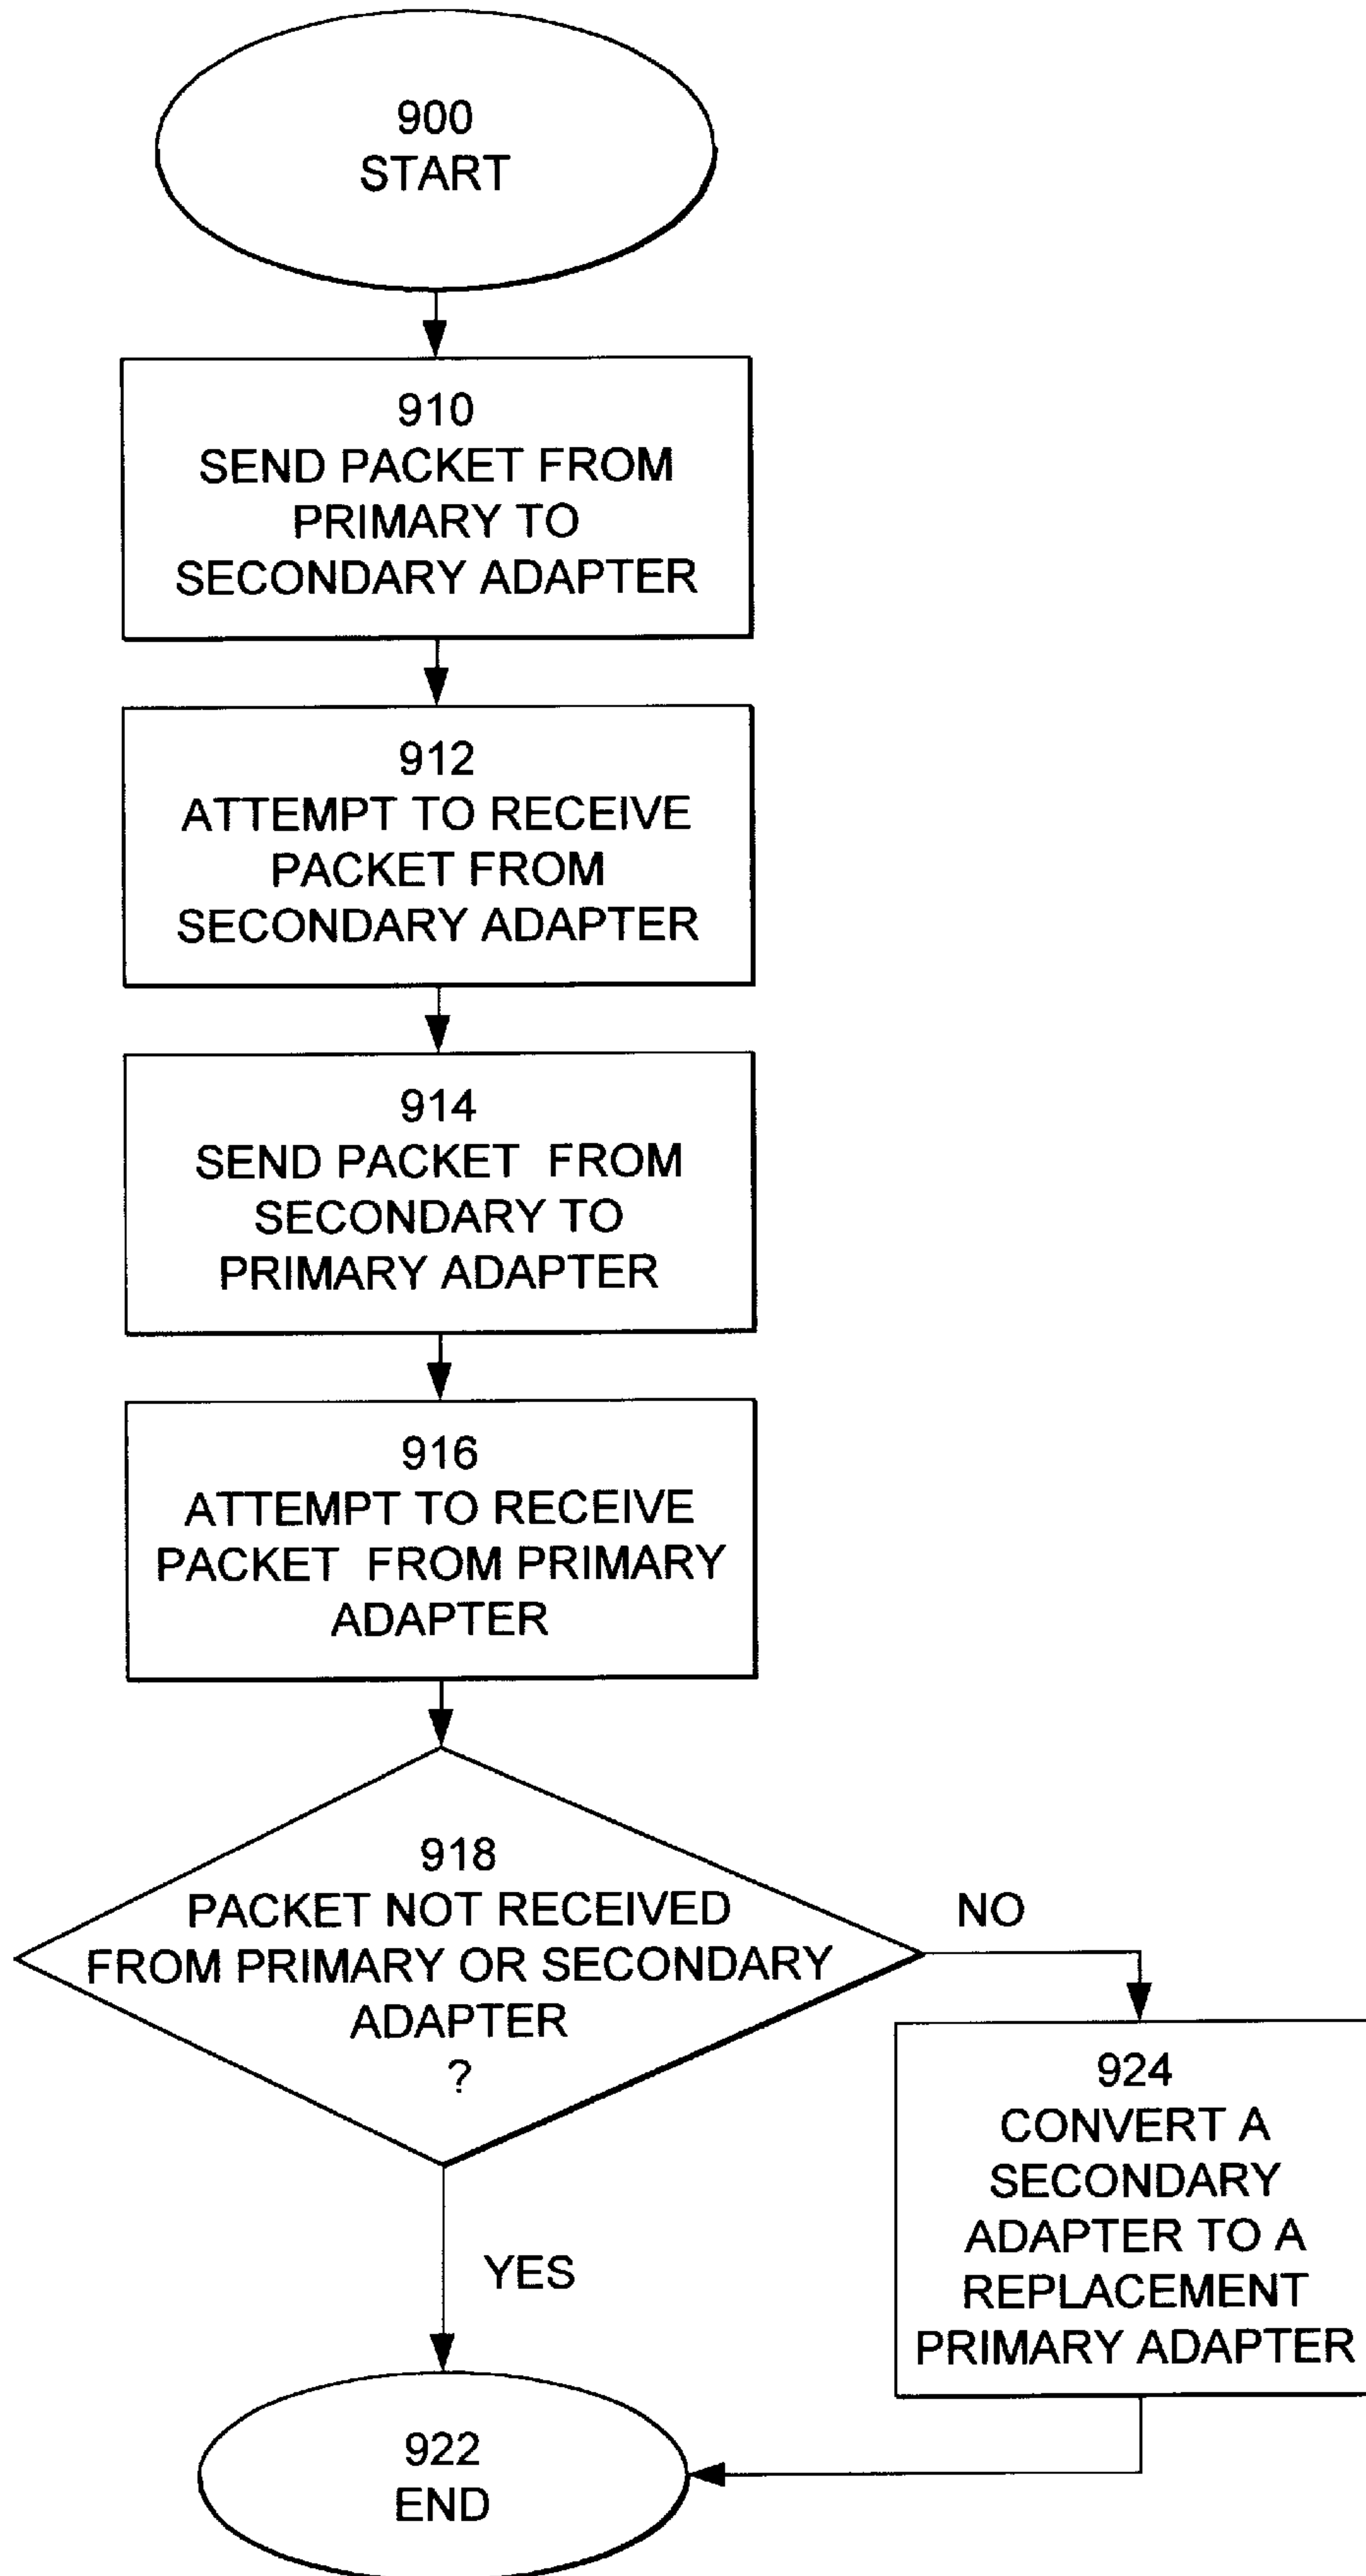 900
START
910
SEND PACKET FROM
PRIMARY TO
SECONDARY ADAPTER
912
ATTEMPT TO RECEIVE
PACKET FROM
SECONDARY ADAPTER
914
SEND PACKET FROM
SECONDARY TO
PRIMARY ADAPTER
916
ATTEMPT TO RECEIVE
PACKET FROM PRIMARY
ADAPTER
918
PACKET NOT RECEIVED
FROM PRIMARY OR SECONDARY
ADAPTER
?
NO
924
CONVERT A
SECONDARY
ADAPTER TO A
REPLACEMENT
PRIMARY ADAPTER
YES
922
END